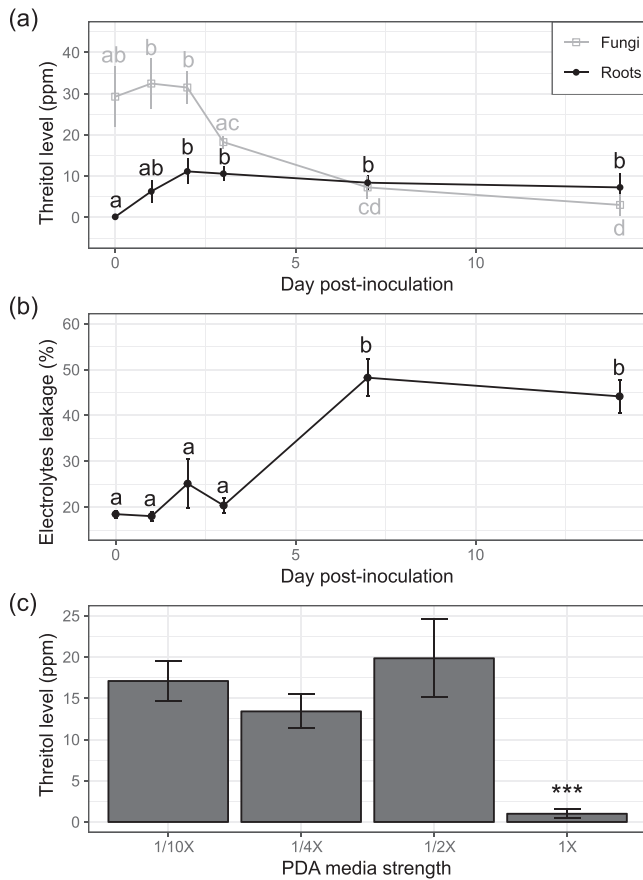 (a)
Threitol level (ppm)
40
30
20
10
0
ab
b
b
ac
cd
d
a
ab
b
b
b
b
Fungi
Roots
0
5
10
Day post-inoculation
(b)
Electrolytes leakage (%)
60
50
40
30
20
a
a
a
a
b
b
0
5
10
Day post-inoculation
(c)
Threitol level (ppm)
25
20
15
10
5
0
***
1/10X
1/4X
1/2X
1X
PDA media strength